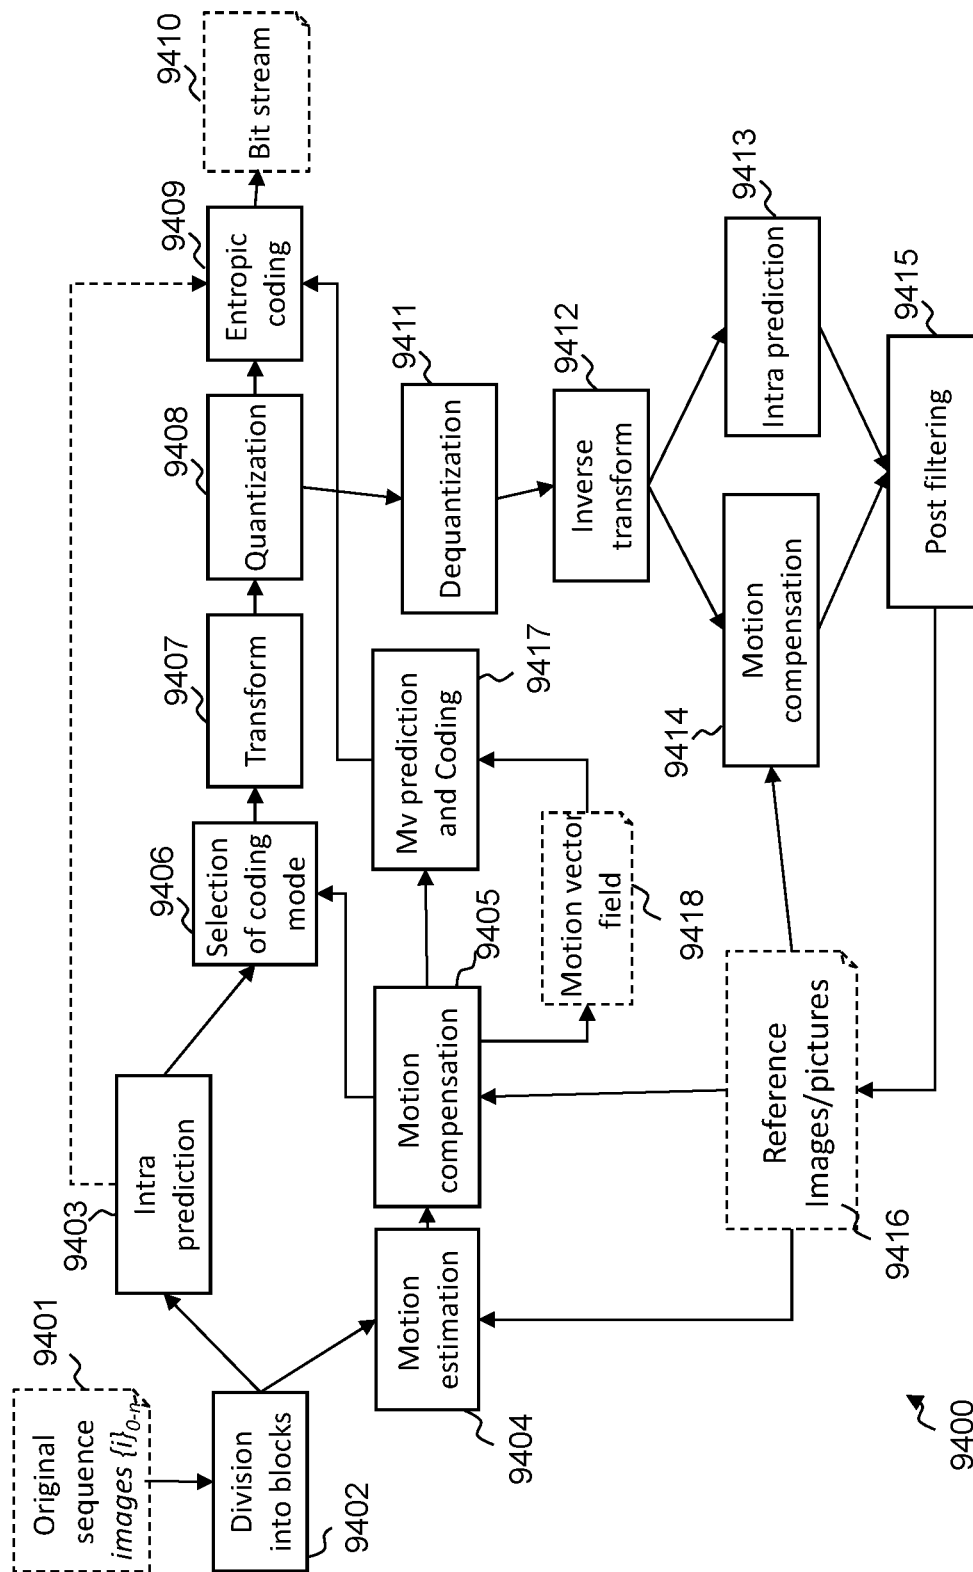 9401
Original
sequence
images {i}0-n
9402
Division
into blocks
9403
Intra
prediction
9404
Motion
estimation
9405
Motion
compensation
9406
Selection
of coding
mode
9407
Transform
9408
Quantization
9409
Entropic
coding
9410
Bit stream
9417
Mv prediction
and Coding
9418
Motion vector
field
9411
Dequantization
9412
Inverse
transform
9413
Intra prediction
9414
Motion
compensation
9415
Post filtering
9416
Reference
Images/pictures
9400